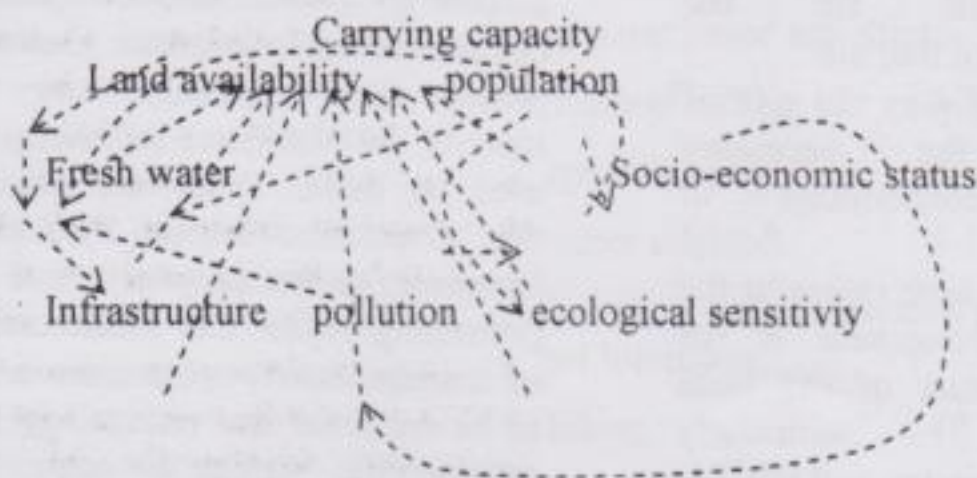 Carrying capacity
Land availability population
Fresh water Socio-economic status
Infrastructure pollution ecological sensitiviy